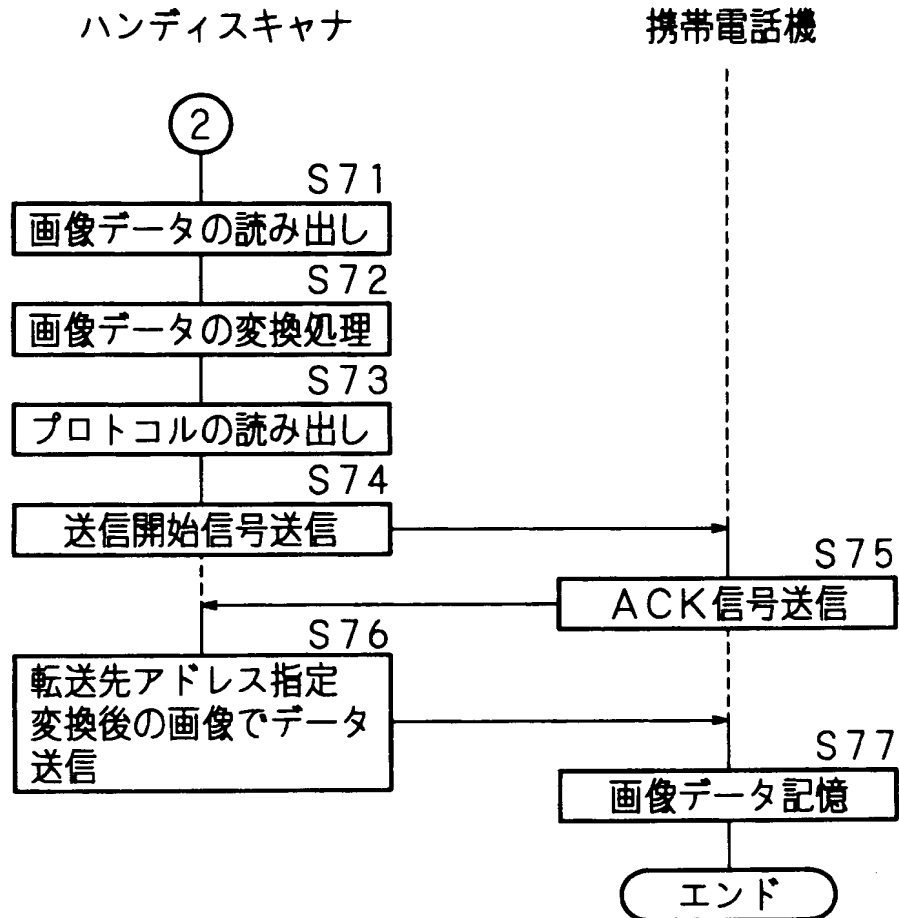 ハンディスキャナ
携帯電話機
2
S71
画像データの読み出し
S72
画像データの変換処理
S73
プロトコルの読み出し
S74
送信開始信号送信
S75
ACK信号送信
S76
転送先アドレス指定
変換後の画像でデータ
送信
S77
画像データ記憶
エンド